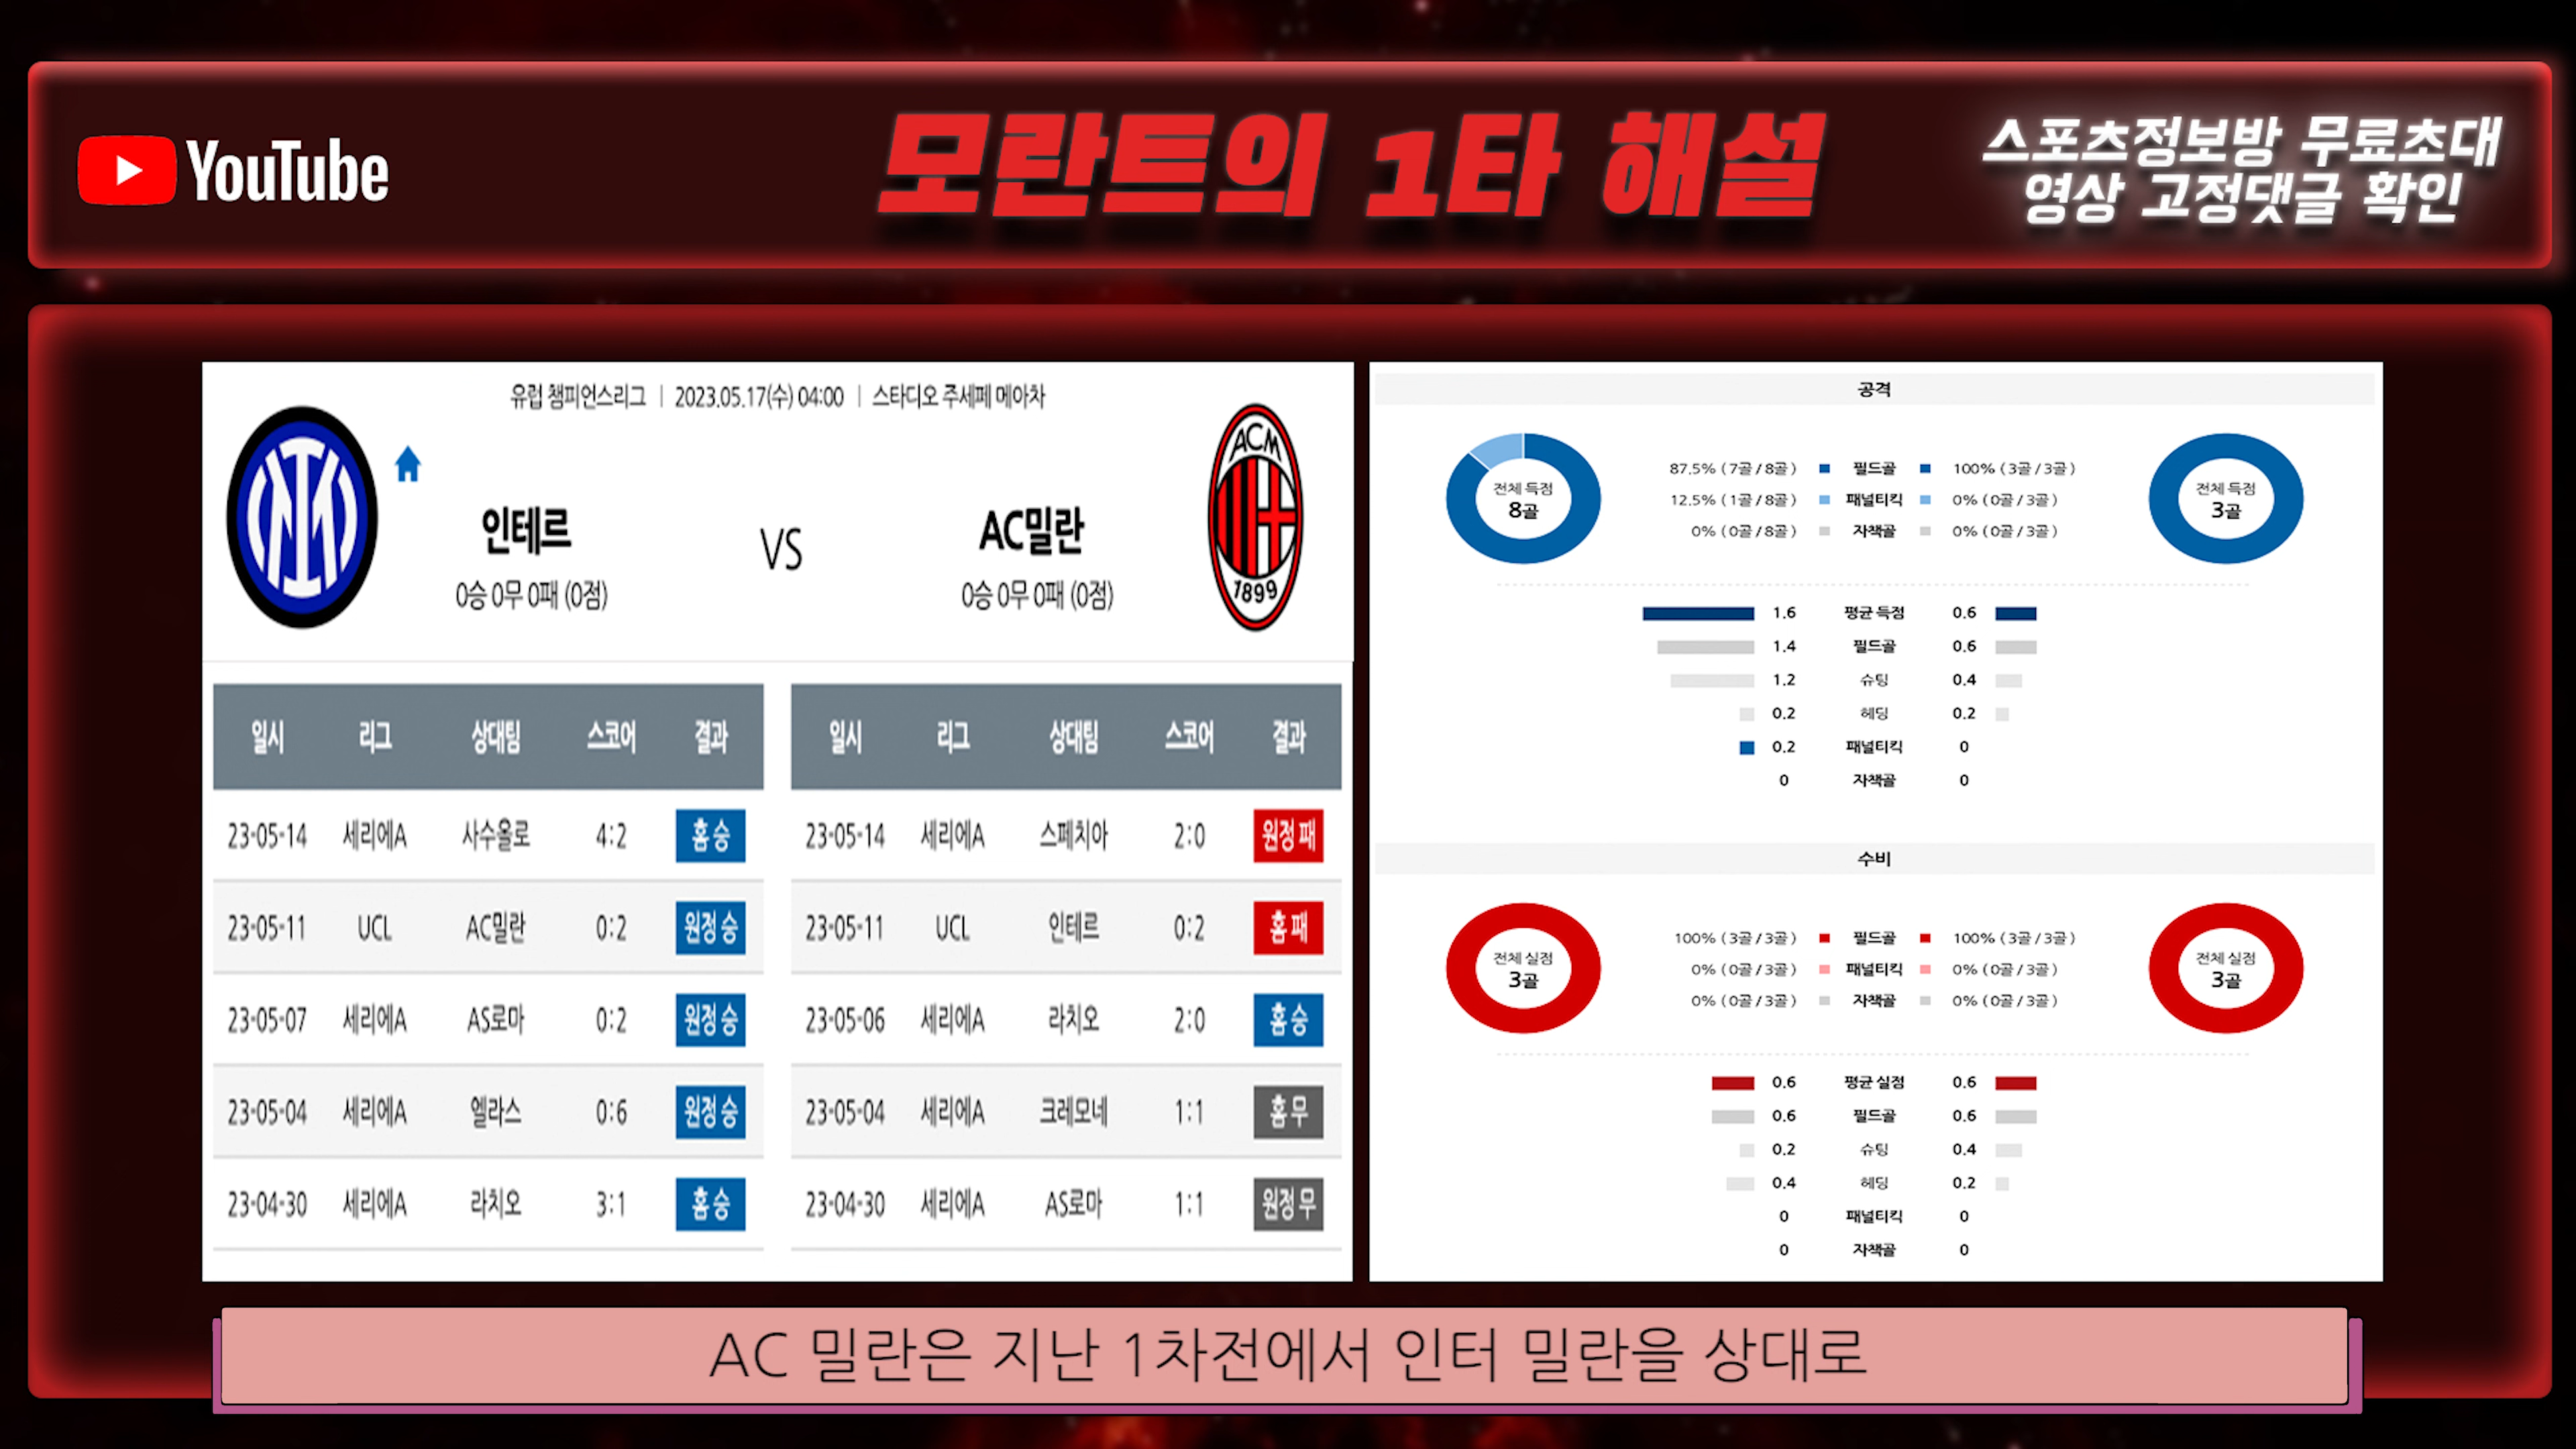 YouTube
모란트의 1타 해설
스포츠정보방 무료초대
영상 고정댓글 확인
유럽 챔피언스리그 | 2023.05.17(수) 04:00 | 스타디오 주세페 메아차
인테르
0승 0무 0패 (0점)
VS
AC밀란
0승 0무 0패 (0점)
ACM
1899
일시 리그 상대팀 스코어 결과
23-05-14 세리에A 사수올로 4:2 홈 승
23-05-11 UCL AC밀란 0:2 원정 승
23-05-07 세리에A AS로마 0:2 원정 승
23-05-04 세리에A 엘라스 0:6 원정 승
23-04-30 세리에A 라치오 3:1 홈 승
일시 리그 상대팀 스코어 결과
23-05-14 세리에A 스페치아 2:0 원정 패
23-05-11 UCL 인테르 0:2 홈 패
23-05-06 세리에A 라치오 2:0 홈 승
23-05-04 세리에A 크레모네 1:1 홈 무
23-04-30 세리에A AS로마 1:1 원정 무
공격
전체 득점
8골
87.5% ( 7골 / 8골 ) 필드골 100% ( 3골 / 3골 )
12.5% ( 1골 / 8골 ) 패널티킥 0% ( 0골 / 3골 )
0% ( 0골 / 8골 ) 자책골 0% ( 0골 / 3골 )
전체 득점
3골
1.6 평균 득점 0.6
1.4 필드골 0.6
1.2 슈팅 0.4
0.2 헤딩 0.2
0.2 패널티킥 0
0 자책골 0
수비
전체 실점
3골
100% ( 3골 / 3골 ) 필드골 100% ( 3골 / 3골 )
0% ( 0골 / 3골 ) 패널티킥 0% ( 0골 / 3골 )
0% ( 0골 / 3골 ) 자책골 0% ( 0골 / 3골 )
전체 실점
3골
0.6 평균 실점 0.6
0.6 필드골 0.6
0.2 슈팅 0.4
0.4 헤딩 0.2
0 패널티킥 0
0 자책골 0
AC 밀란은 지난 1차전에서 인터 밀란을 상대로